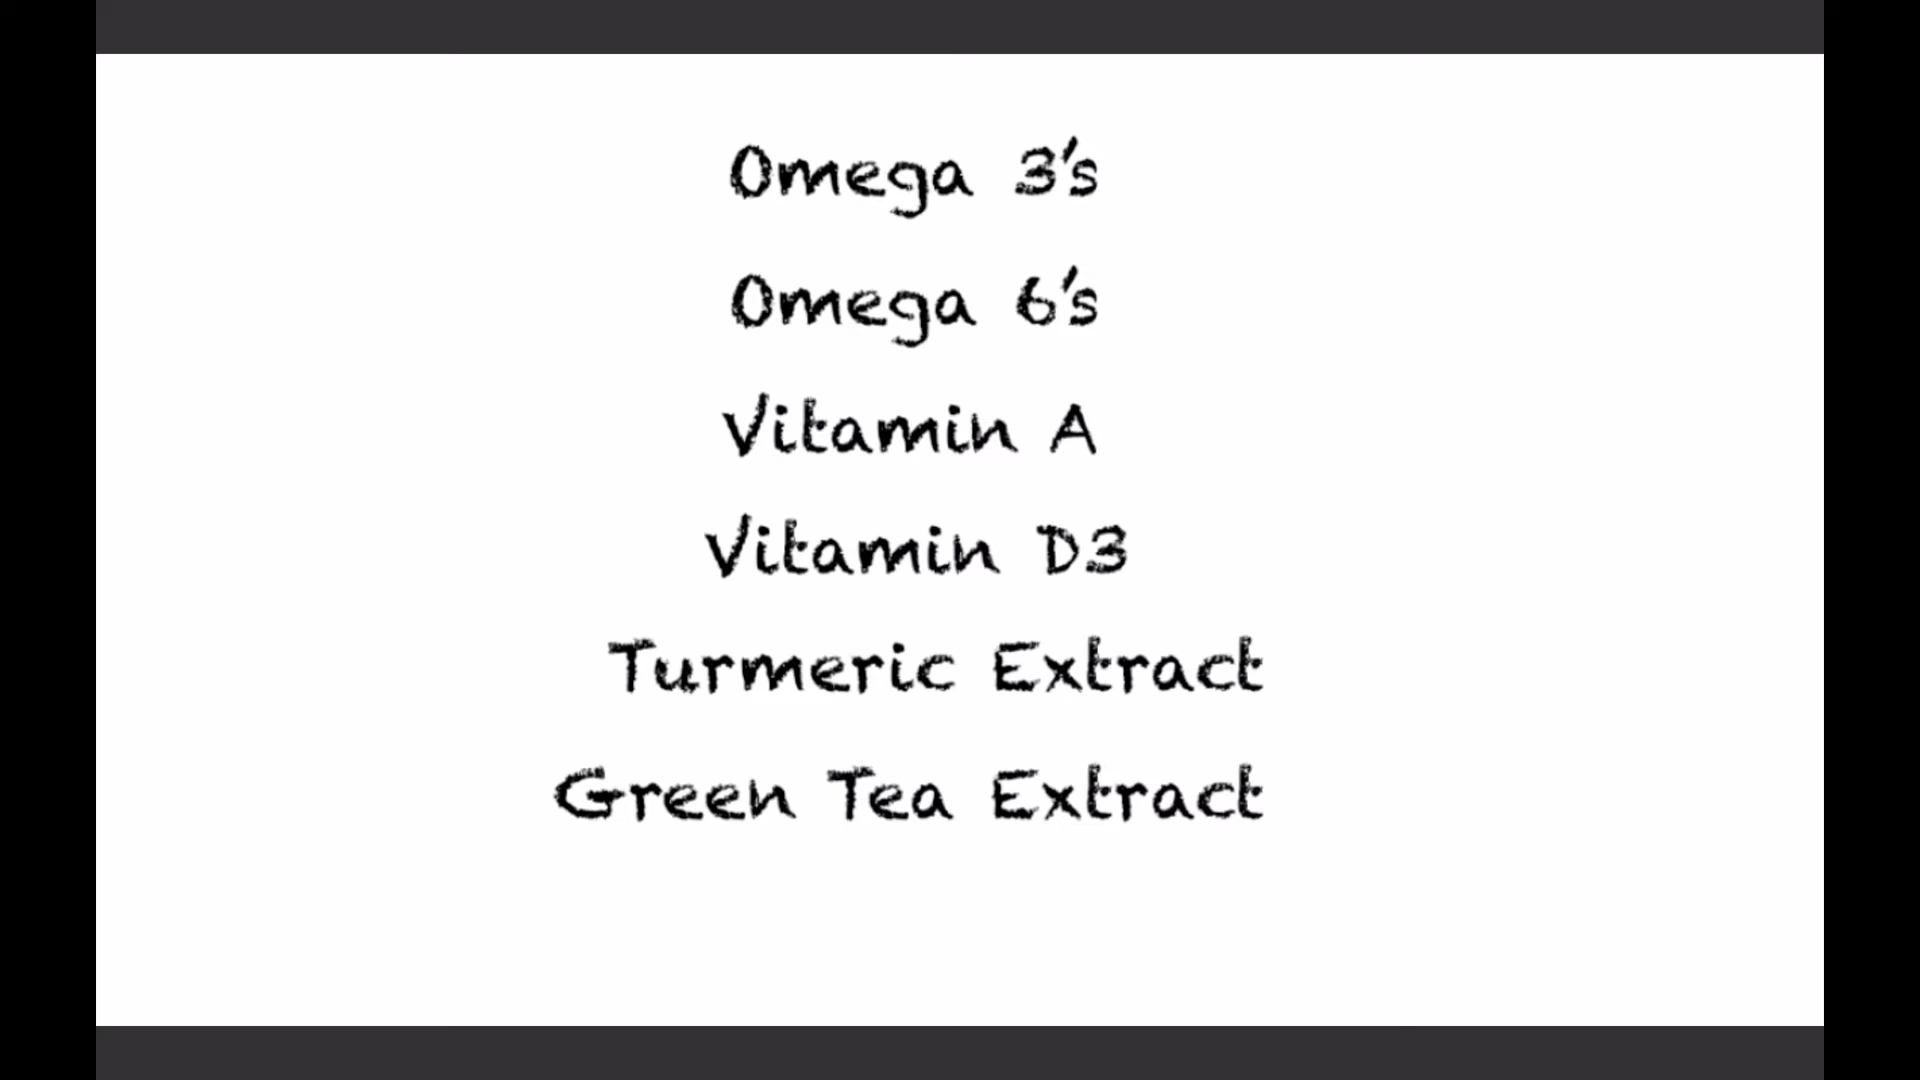 Omega 3's
Omega 6's
Vitamin A
Vitamin D3
Turmeric Extract
Green Tea Extract